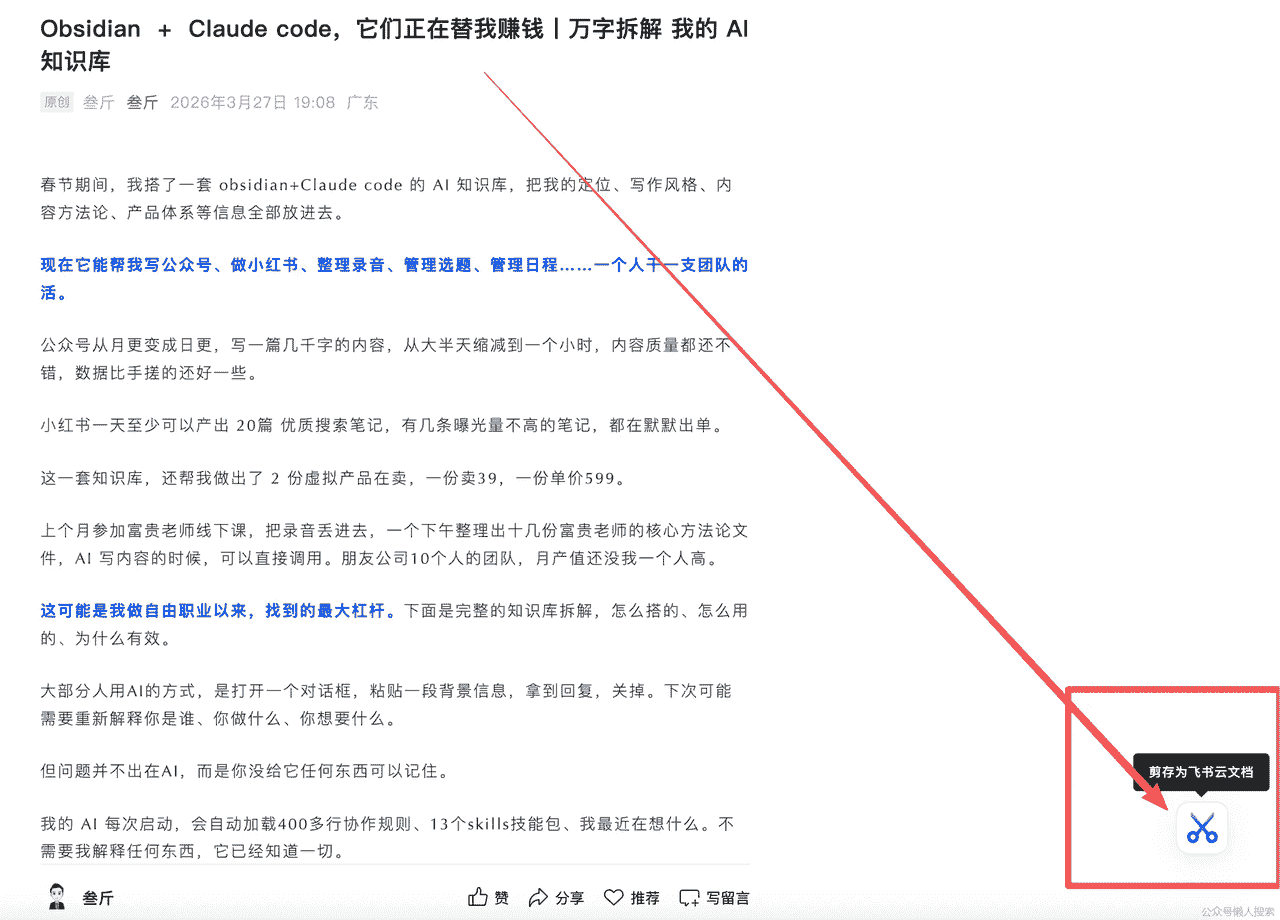 Obsidian + Claude code，它们正在替我赚钱丨万字拆解 我的 AI
知识库
原创 叁斤 叁斤 2026年3月27日 19:08 广东
春节期间，我搭了一套 obsidian+Claude code 的 AI 知识库，把我的定位、写作风格、内
容方法论、产品体系等信息全部放进去。
现在它能帮我写公众号、做小红书、整理录音、管理选题、管理日程……一个人干一支团队的
活。
公众号从月更变成日更，写一篇几千字的内容，从大半天缩减到一个小时，内容质量都还不
错，数据比手搓的还好一些。
小红书一天至少可以产出 20篇 优质搜索笔记，有几条曝光量不高的笔记，都在默默出单。
这一套知识库，还帮我做出了 2 份虚拟产品在卖，一份卖39，一份单价599。
上个月参加富贵老师线下课，把录音丢进去，一个下午整理出十几份富贵老师的核心方法论文
件，AI 写内容的时候，可以直接调用。朋友公司10个人的团队，月产值还没我一个人高。
这可能是我做自由职业以来，找到的最大杠杆。下面是完整的知识库拆解，怎么搭的、怎么用
的、为什么有效。
大部分人用AI的方式，是打开一个对话框，粘贴一段背景信息，拿到回复，关掉。下次可能
需要重新解释你是谁、你做什么、你想要什么。
但问题并不出在AI，而是你没给它任何东西可以记住。
剪存为飞书云文档
我的 AI 每次启动，会自动加载400多行协作规则、13个skills技能包、我最近在想什么。不
需要我解释任何东西，它已经知道一切。
叁斤 赞 分享 推荐 写留言
公众号懒人搜索